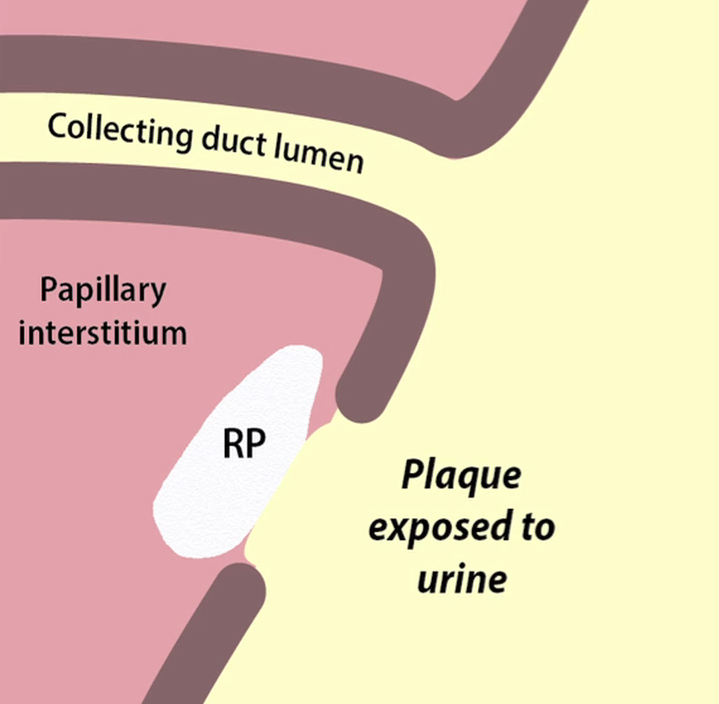 Collecting duct lumen
Papillary
interstitium
RP
Plaque
exposed to
urine